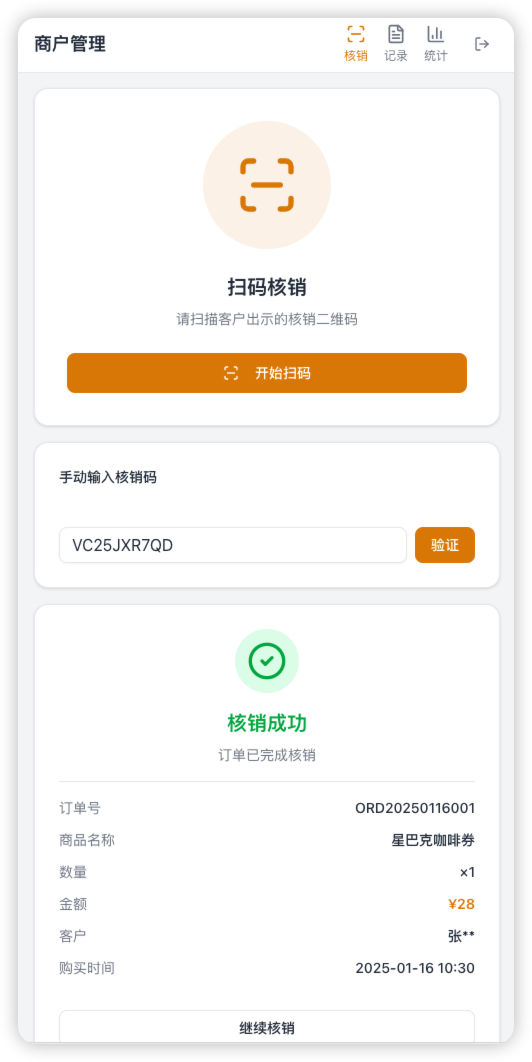 商户管理
核销 记录 统计
扫码核销
请扫描客户出示的核销二维码
开始扫码
手动输入核销码
VC25JXR7QD 验证
核销成功
订单已完成核销
订单号 ORD20250116001
商品名称 星巴克咖啡券
数量 ×1
金额 ¥28
客户 张**
购买时间 2025-01-16 10:30
继续核销